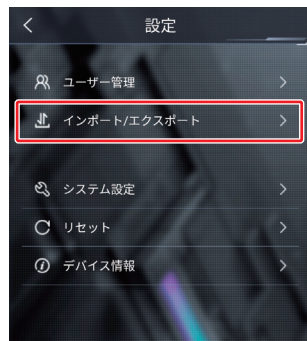 設定
ユーザー管理
インポート/エクスポート
システム設定
リセット
デバイス情報